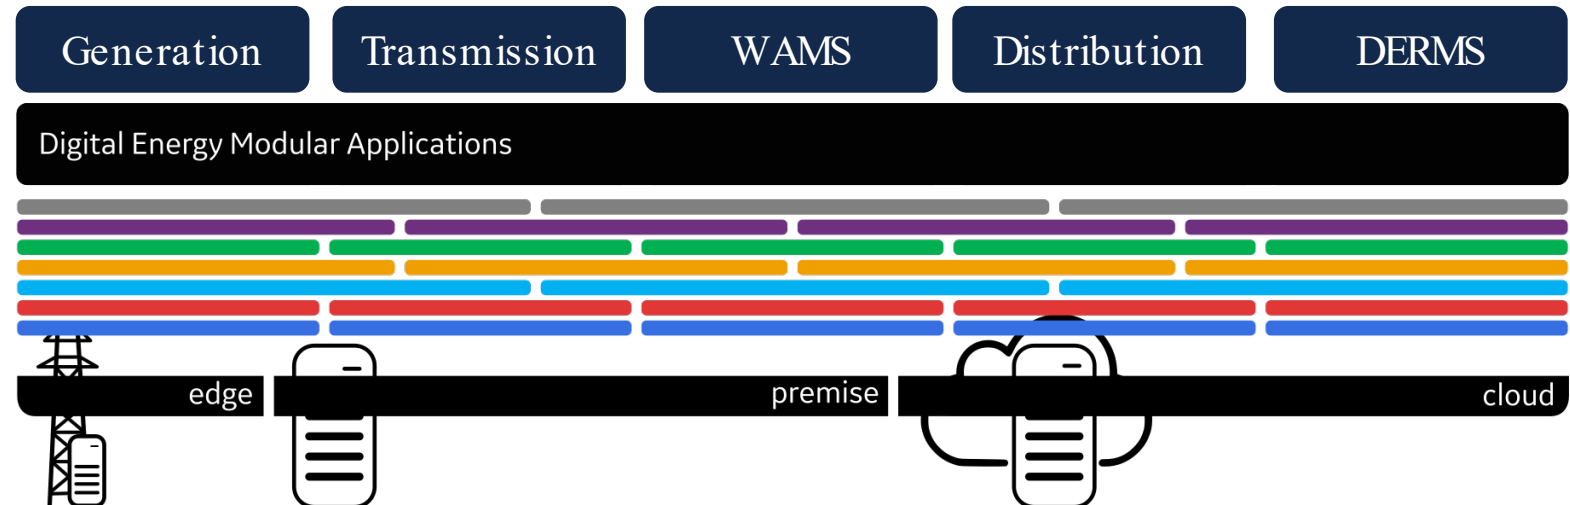 Generation
Transmission
WAMS
Distribution
DERMS
Digital Energy Modular Applications
edge
premise
cloud